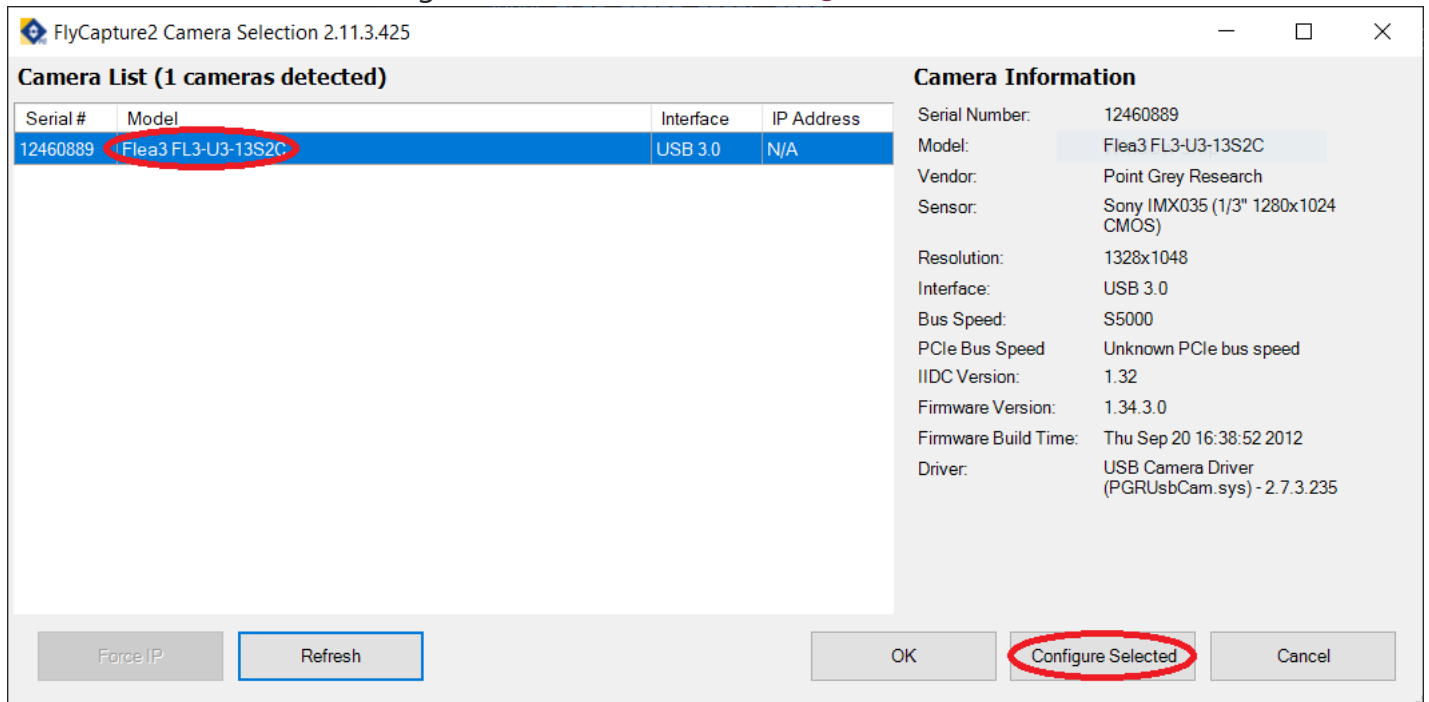 FlyCapture2 Camera Selection 2.11.3.425
Camera List (1 cameras detected)
Serial # Model Interface IP Address
12460889 Flea3 FL3-U3-13S2C USB 3.0 N/A
Camera Information
Serial Number: 12460889
Model: Flea3 FL3-U3-13S2C
Vendor: Point Grey Research
Sensor: Sony IMX035 (1/3" 1280x1024
CMOS)
Resolution: 1328x1048
Interface: USB 3.0
Bus Speed: S5000
PCIe Bus Speed Unknown PCIe bus speed
IIDC Version: 1.32
Firmware Version: 1.34.3.0
Firmware Build Time: Thu Sep 20 16:38:52 2012
Driver: USB Camera Driver
(PGRUsbCam.sys) - 2.7.3.235
Force IP Refresh OK Configure Selected Cancel